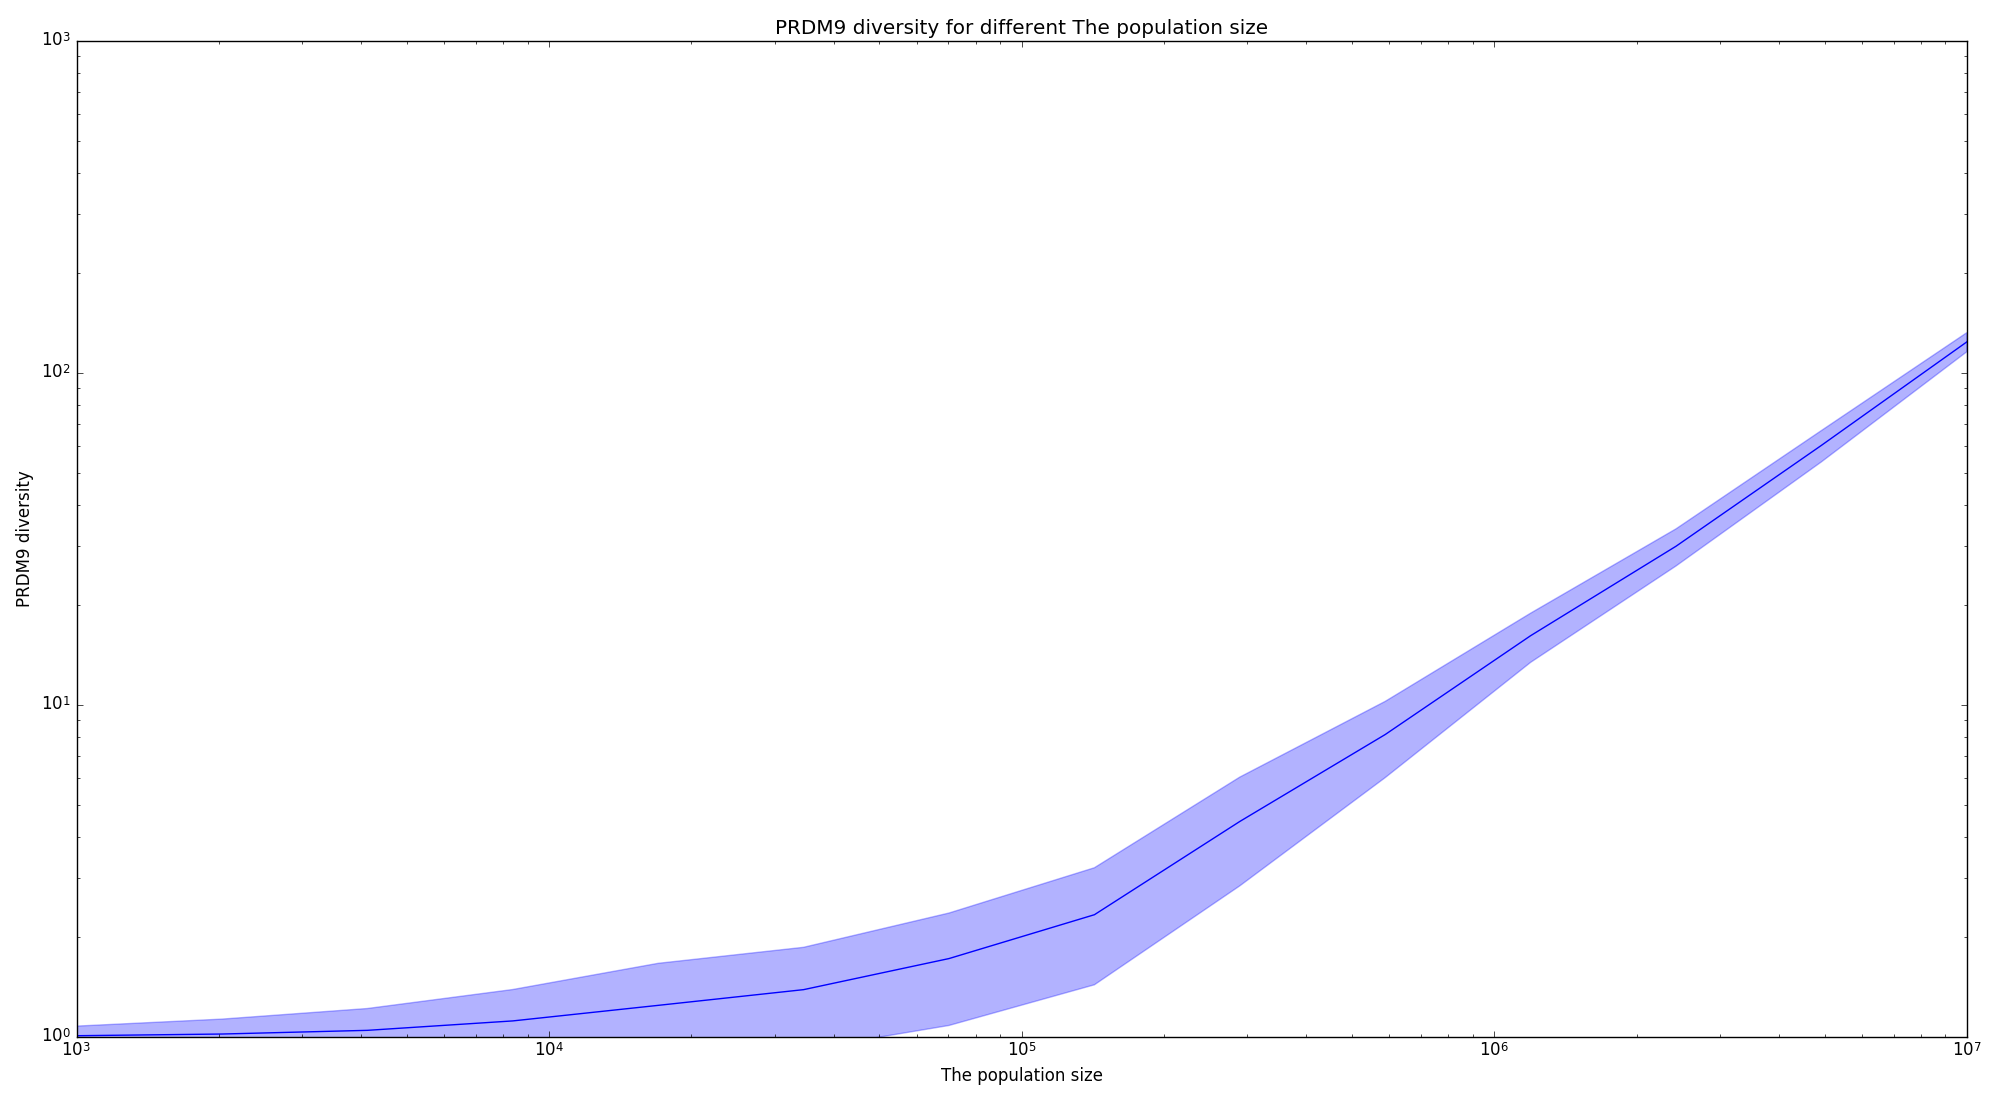 PRDM9 diversity for different The population size
10³
10²
10¹
10⁰
PRDM9 diversity
10³ 10⁴ 10⁵ 10⁶ 10⁷
The population size